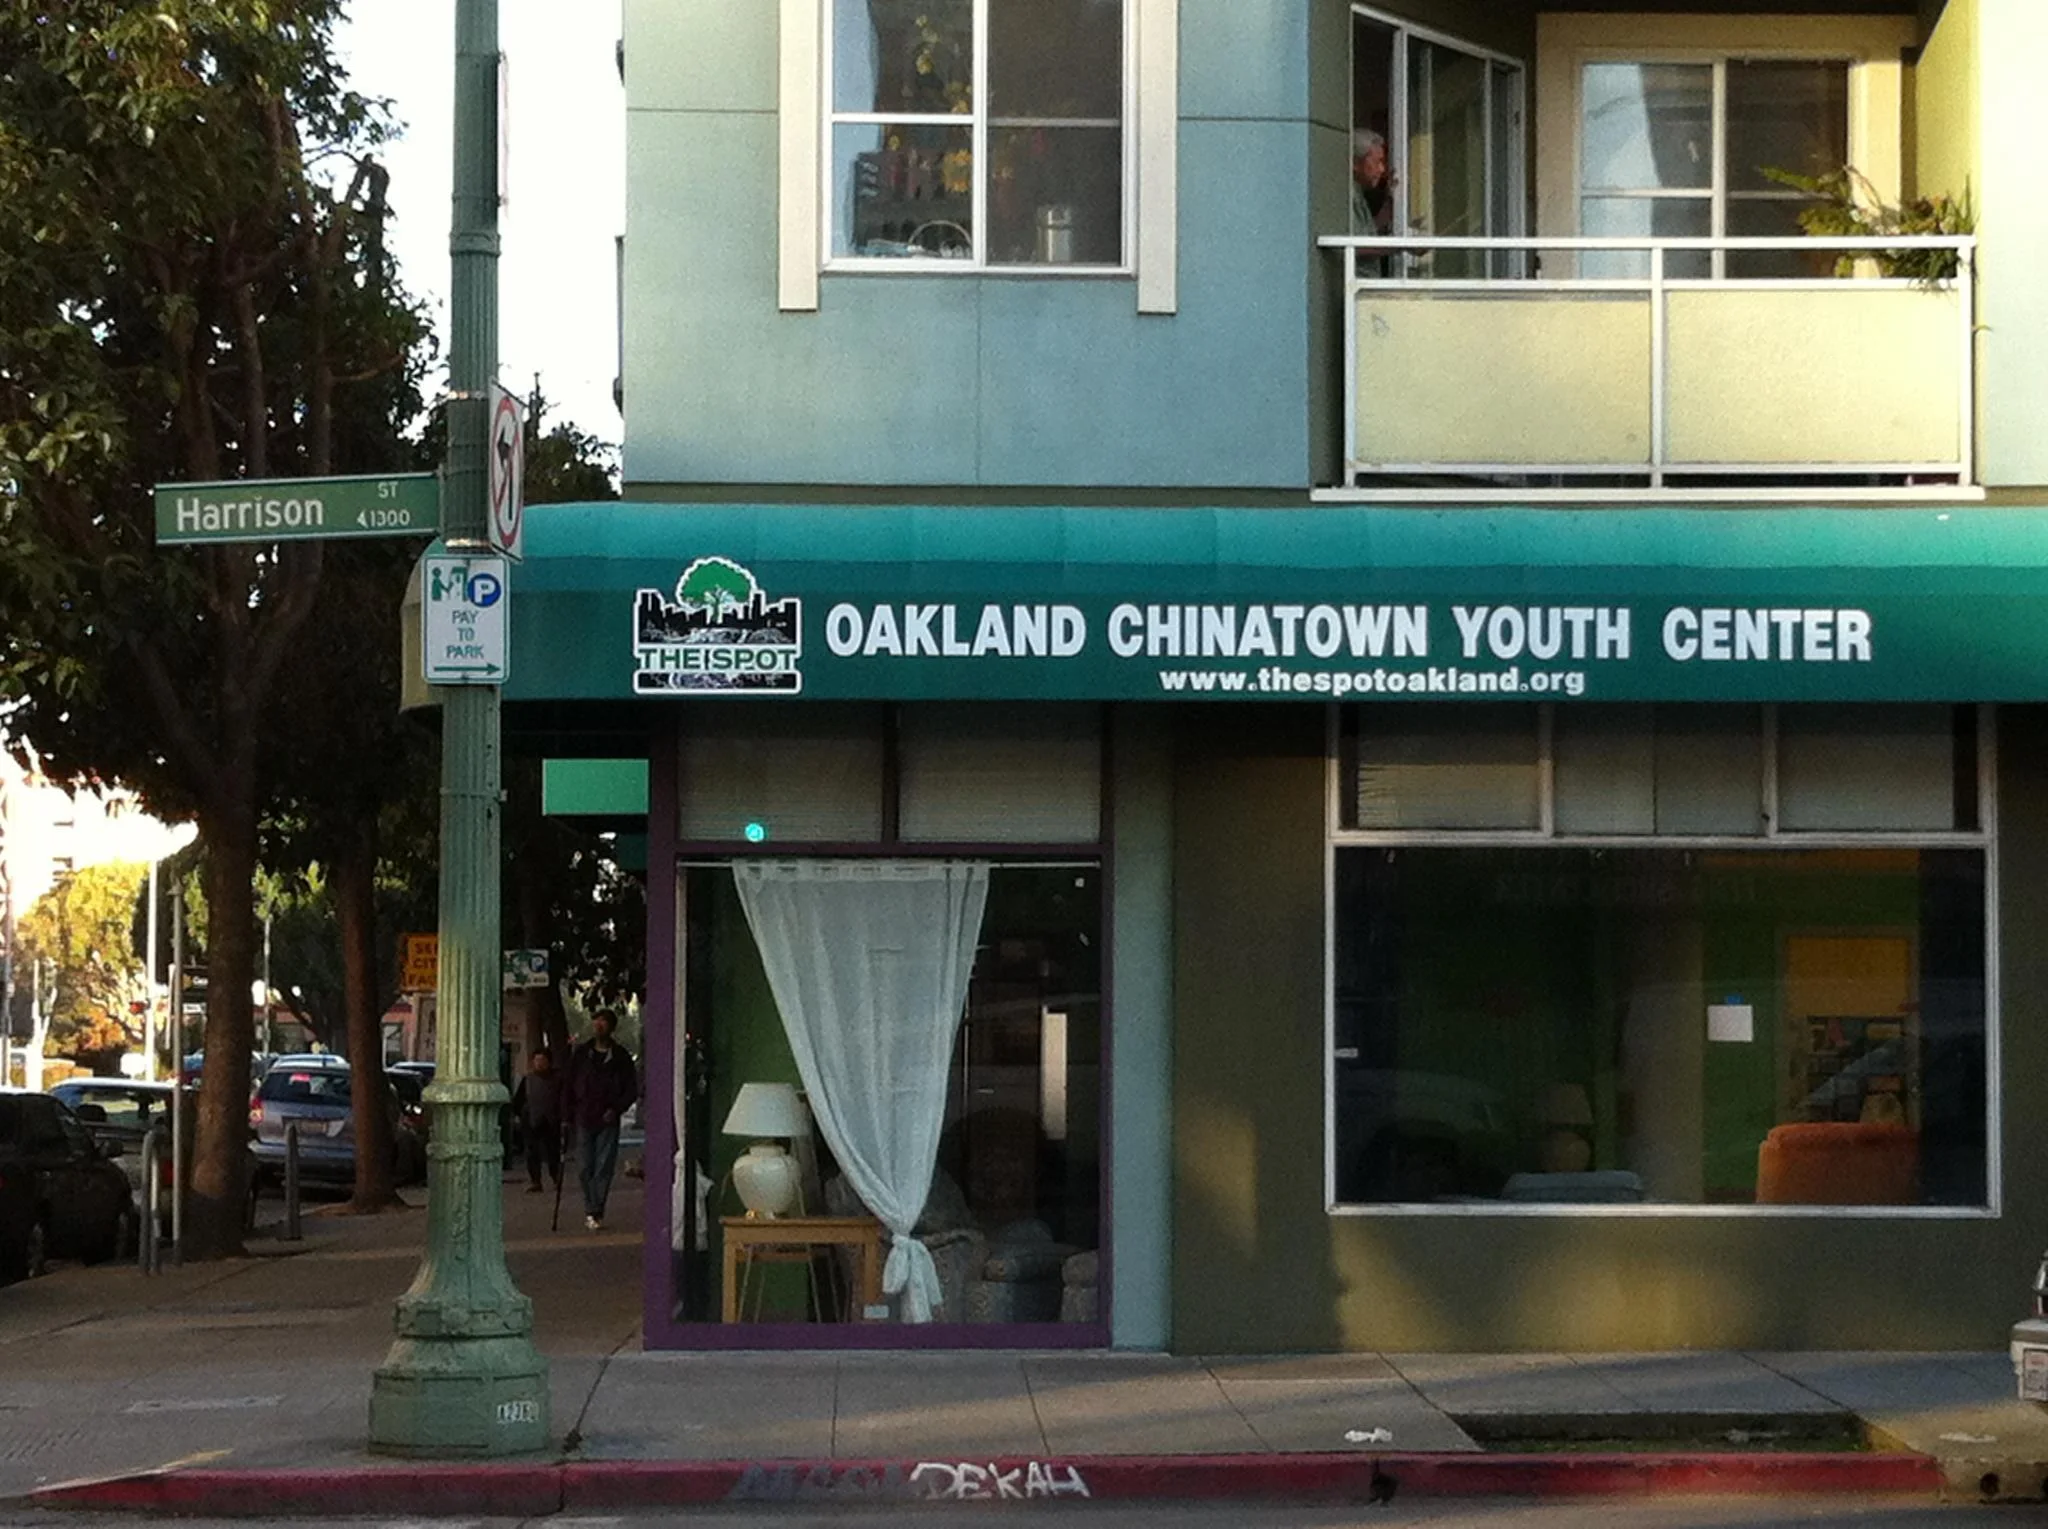 Harrison ST
◄1300
P
PAY
TO
PARK
THE SPOT
OAKLAND CHINATOWN YOUTH CENTER
www.thespotoakland.org
P
DEKAH